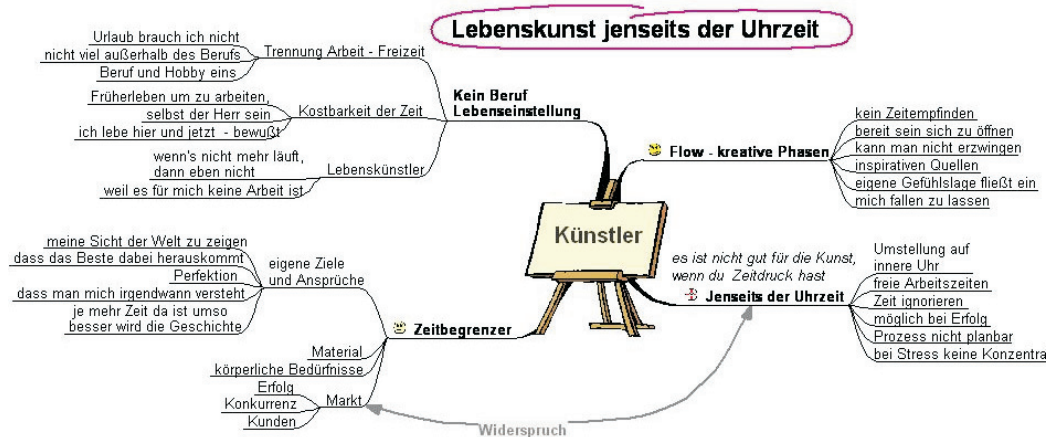 Lebenskunst jenseits der Uhrzeit
Urlaub brauch ich nicht
nicht viel außerhalb des Berufs
Beruf und Hobby eins
Trennung Arbeit - Freizeit
Früherleben um zu arbeiten,
selbst der Herr sein
ich lebe hier und jetzt - bewußt
Kostbarkeit der Zeit
wenn's nicht mehr läuft,
dann eben nicht
weil es für mich keine Arbeit ist
Lebenskünstler
Kein Beruf
Lebenseinstellung
Flow - kreative Phasen
kein Zeitempfinden
bereit sein sich zu öffnen
kann man nicht erzwingen
inspirativen Quellen
eigene Gefühlslage fließt ein
mich fallen zu lassen
Künstler
meine Sicht der Welt zu zeigen
dass das Beste dabei herauskommt
Perfektion
dass man mich irgendwann versteht
je mehr Zeit da ist umso
besser wird die Geschichte
eigene Ziele
und Ansprüche
Zeitbegrenzer
Material
körperliche Bedürfnisse
Erfolg
Konkurrenz
Kunden
Markt
es ist nicht gut für die Kunst,
wenn du Zeitdruck hast
Jenseits der Uhrzeit
Umstellung auf
innere Uhr
freie Arbeitszeiten
Zeit ignorieren
möglich bei Erfolg
Prozess nicht planbar
bei Stress keine Konzentra
Widerspruch